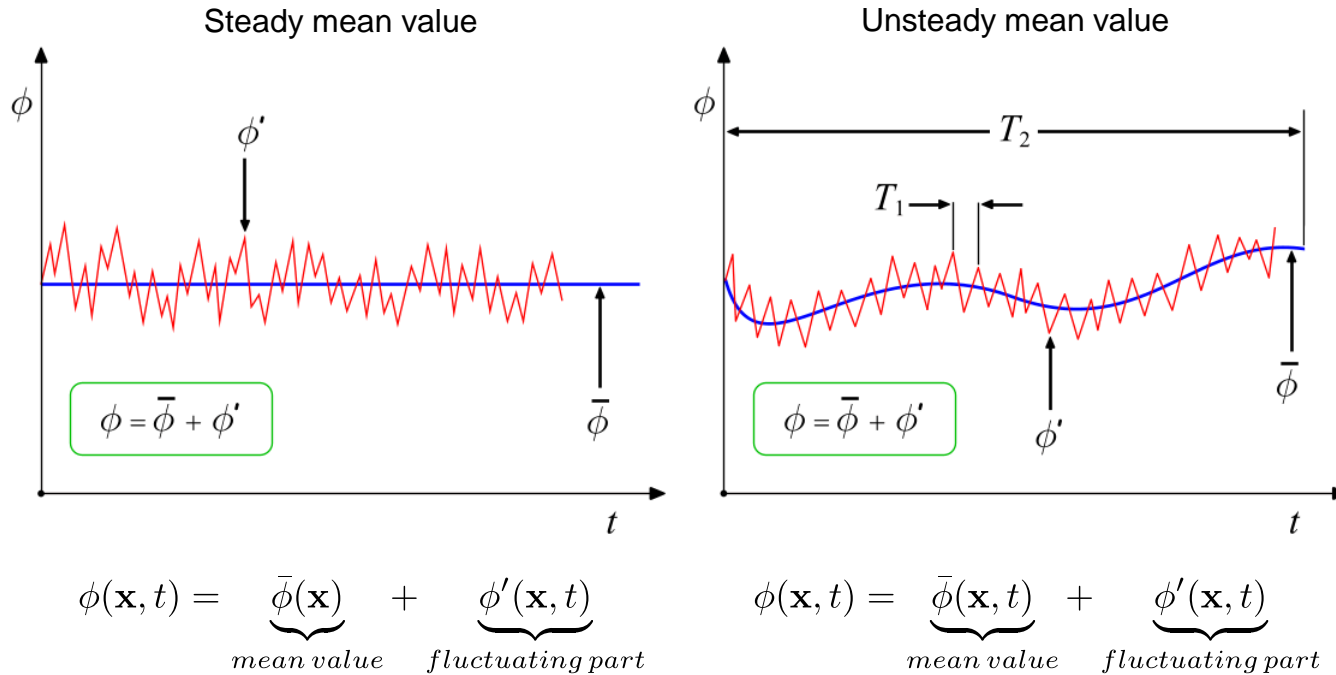 Steady mean value
ϕ
ϕ'
ϕ = ϕ̅ + ϕ'
ϕ̅
t
ϕ(x, t) = ϕ̄(x) + ϕ′(x, t)
mean value fluctuating part
Unsteady mean value
ϕ
T₂
T₁
ϕ̅
ϕ = ϕ̅ + ϕ'
ϕ'
t
ϕ(x, t) = ϕ̄(x, t) + ϕ′(x, t)
mean value fluctuating part